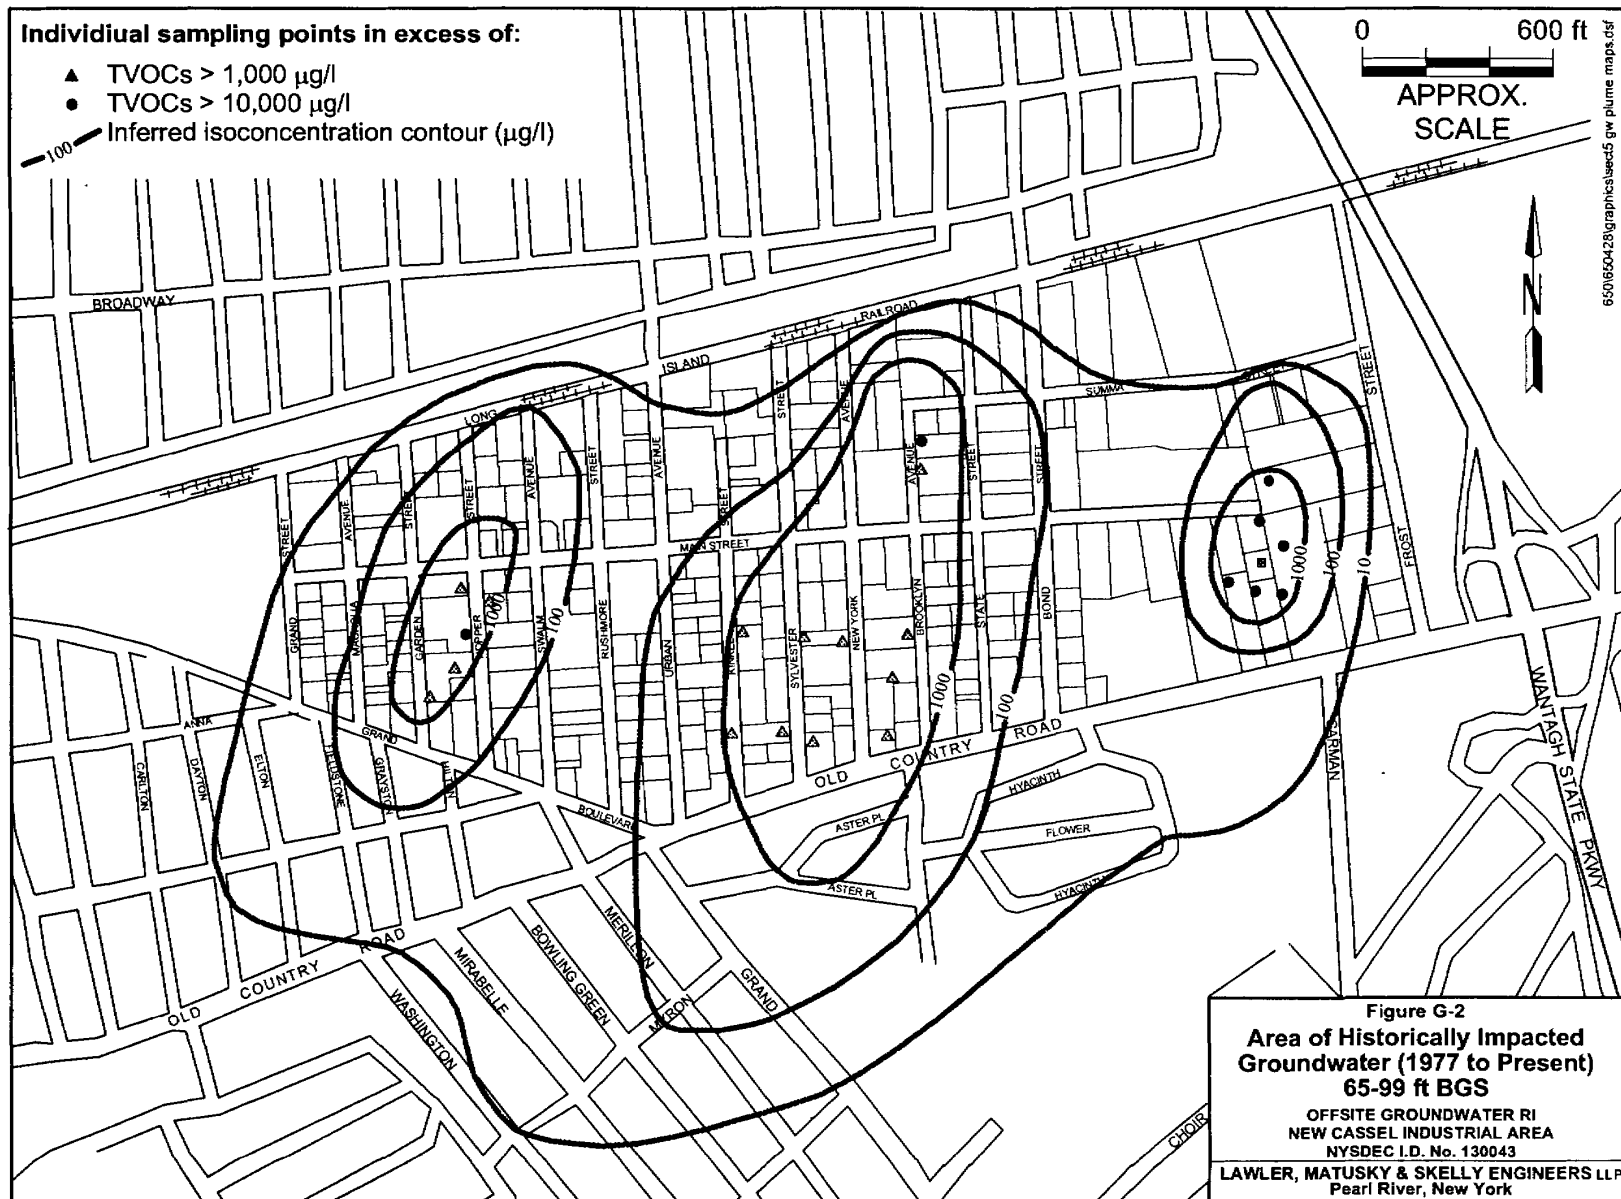 Individiual sampling points in excess of:
TVOCs > 1,000 µg/l
TVOCs > 10,000 µg/l
100 Inferred isoconcentration contour (µg/l)
0 600 ft
APPROX.
SCALE
650\650428\graphics\sect5 gw plume maps.dsf
N
BROADWAY
LONG
ISLAND
RAILROAD
SUMMA
STREET
STREET
FROST
STREET
AVENUE
STREET
STREET
AVENUE
STREET
AVENUE
STREET
STREET
AVENUE
AVENUE
STREET
STREET
MAIN STREET
GRAND
MAGNOLIA
GARDEN
HOPPER
SWALM
RUSHMORE
URBAN
KINKEL
SYLVESTER
NEW YORK
BROOKLYN
STATE
BOND
1000
100
1000
100
1000
100
10
ANNA
CARLTON
DAYTON
ELTON
FIELDSTONE
GRAYSTON
HILTON
GRAND
BOULEVARD
OLD COUNTRY ROAD
HYACINTH
ASTER PL
FLOWER
ASTER PL
HYACINTH
CARMAN
WANTAGH STATE PKWY
OLD COUNTRY ROAD
WASHINGTON
MIRABELLE
BOWLING GREEN
MERILLON
MYRON
GRAND
CHOIR
Figure G-2
Area of Historically Impacted
Groundwater (1977 to Present)
65-99 ft BGS
OFFSITE GROUNDWATER RI
NEW CASSEL INDUSTRIAL AREA
NYSDEC I.D. No. 130043
LAWLER, MATUSKY & SKELLY ENGINEERS LLP
Pearl River, New York